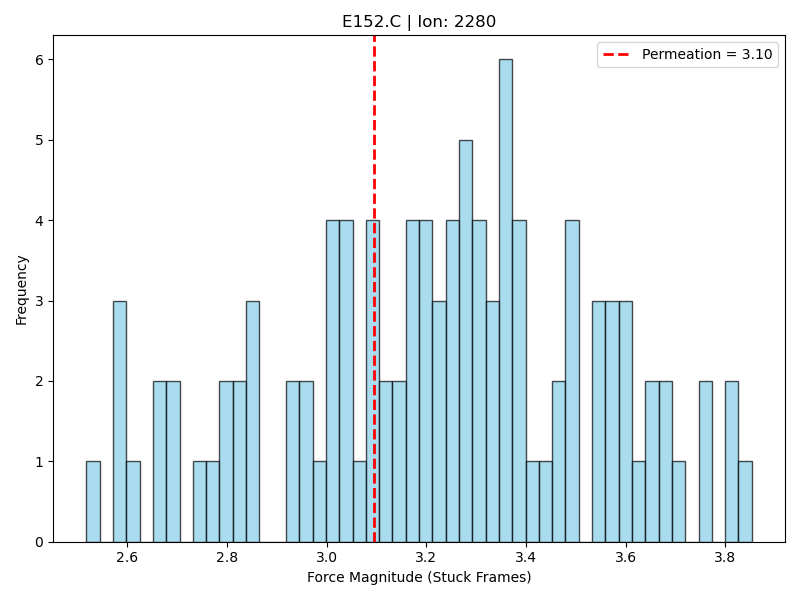 E152.C | Ion: 2280
Permeation = 3.10
Frequency
6
5
4
3
2
1
0
2.6 2.8 3.0 3.2 3.4 3.6 3.8
Force Magnitude (Stuck Frames)